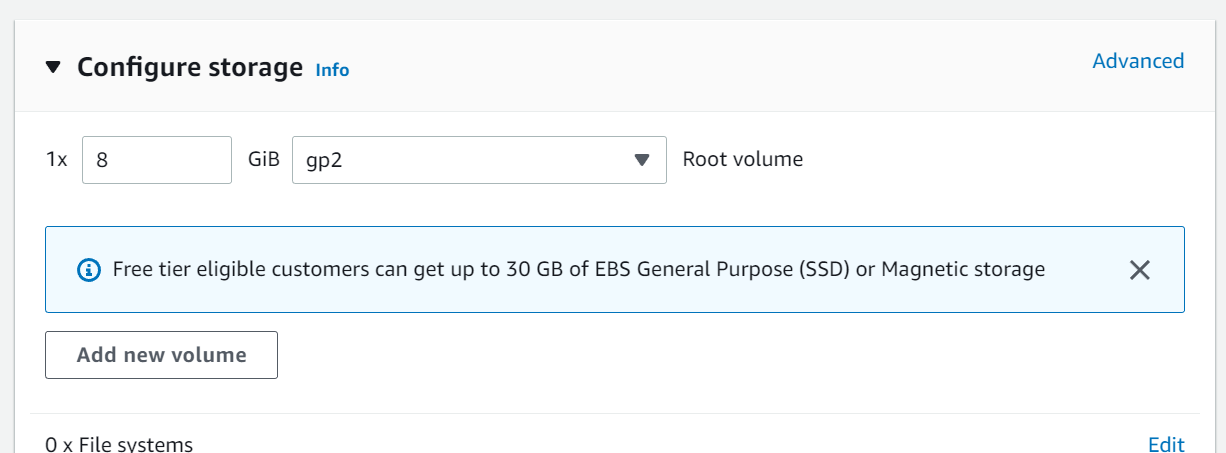 Configure storage Info Advanced
1x 8 GiB gp2 Root volume
Free tier eligible customers can get up to 30 GB of EBS General Purpose (SSD) or Magnetic storage
Add new volume
0 x File systems Edit